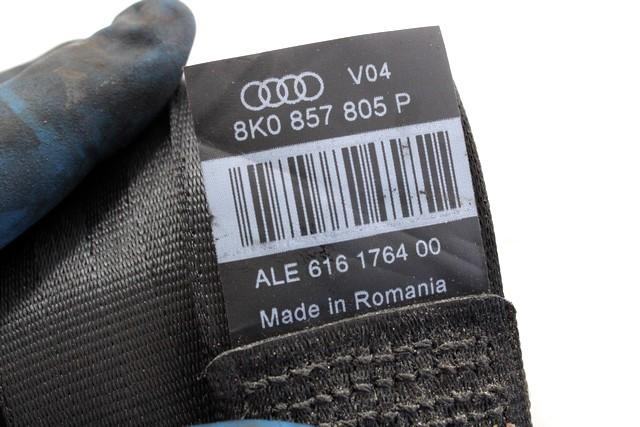 V04
8K0 857 805 P
ALE 616 1764 00
Made in Romania